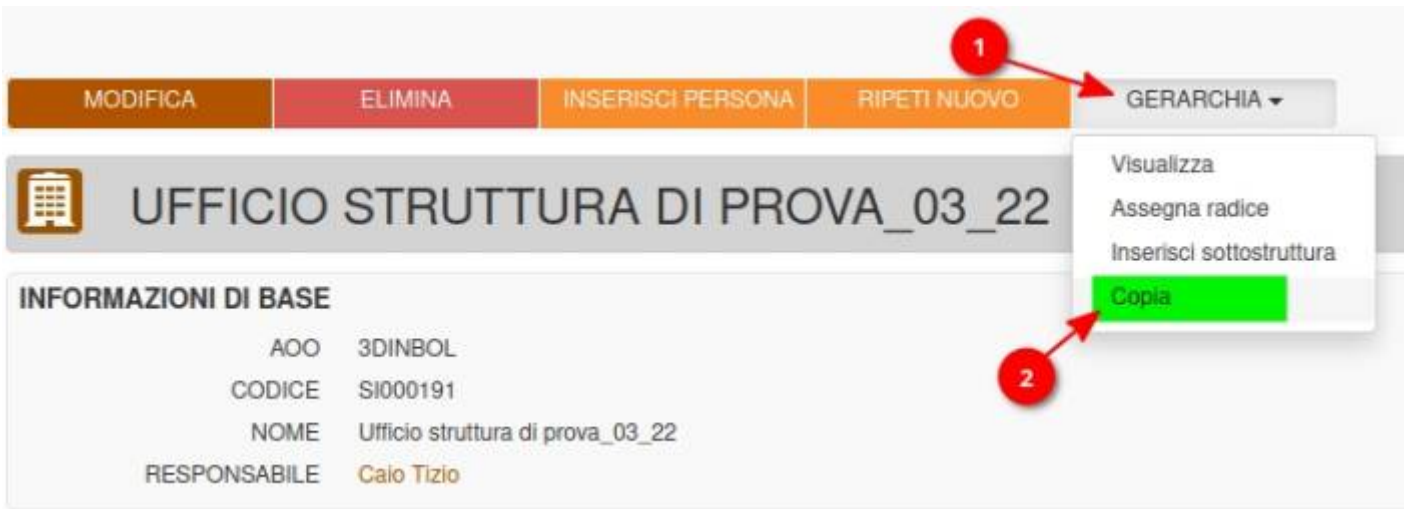 1
MODIFICA ELIMINA INSERISCI PERSONA RIPETI NUOVO GERARCHIA
Visualizza
UFFICIO STRUTTURA DI PROVA_03_22
Assegna radice
Inserisci sottostruttura
Copia
INFORMAZIONI DI BASE
AOO 3DINBOL
2
CODICE SI000191
NOME Ufficio struttura di prova_03_22
RESPONSABILE Caio Tizio